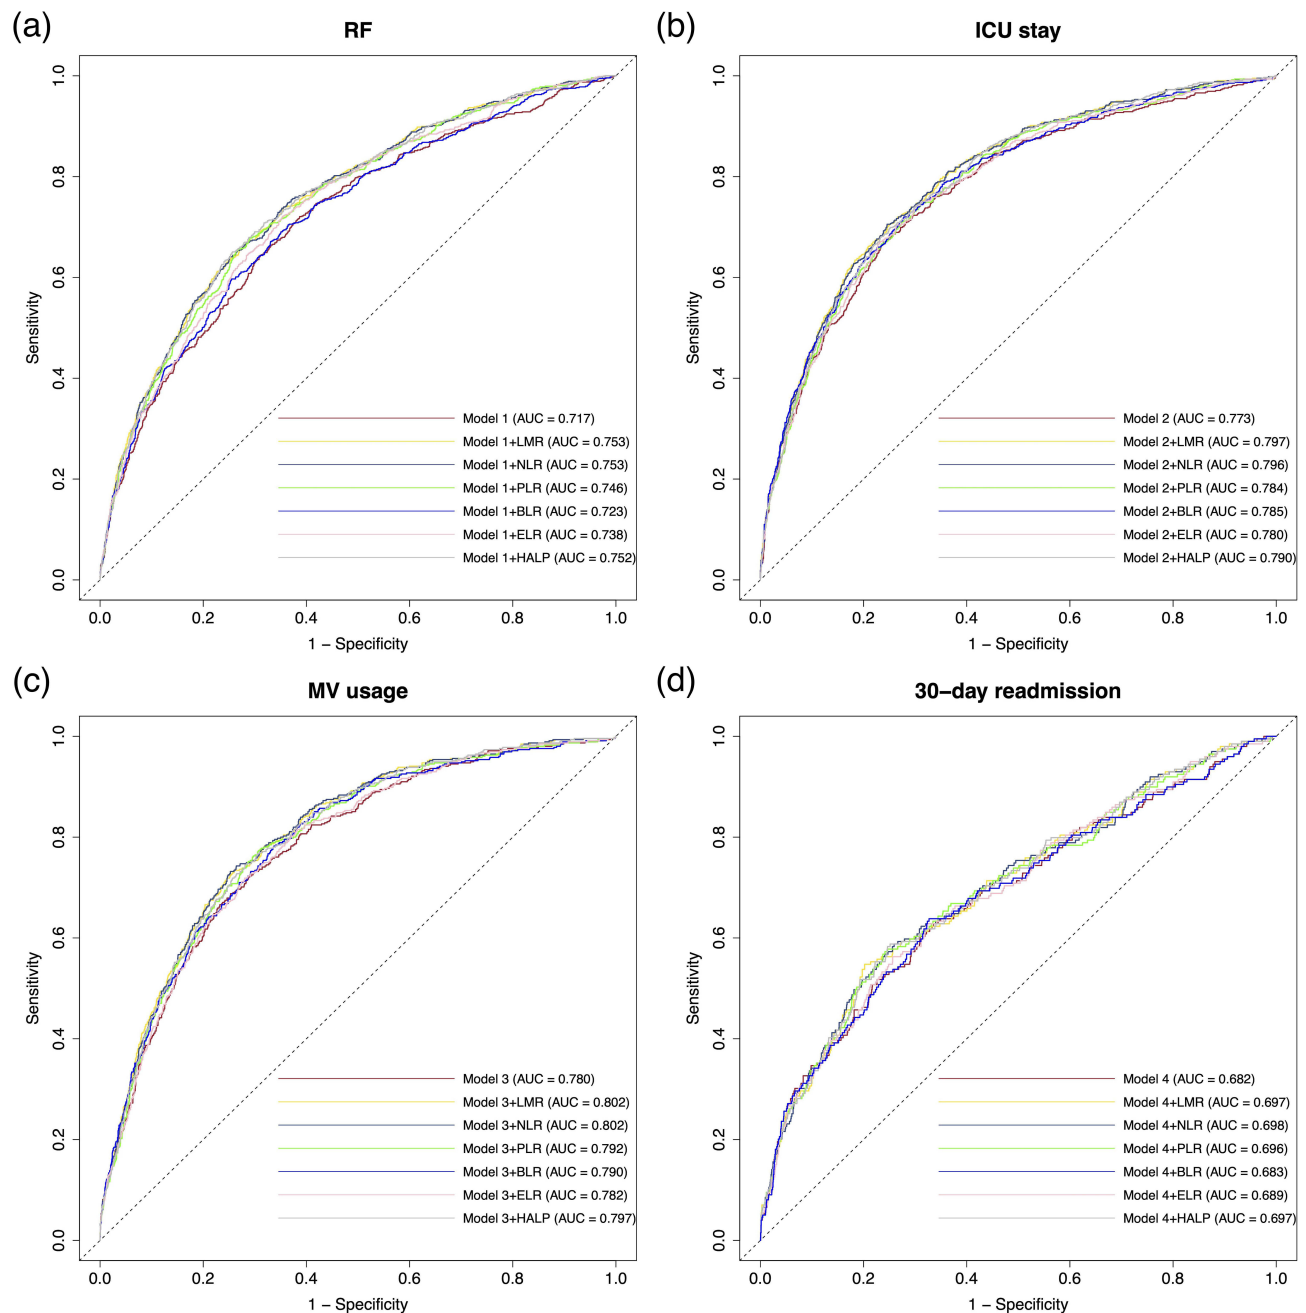 (a)
RF
Sensitivity
0.0 0.2 0.4 0.6 0.8 1.0
Model 1 (AUC = 0.717)
Model 1+LMR (AUC = 0.753)
Model 1+NLR (AUC = 0.753)
Model 1+PLR (AUC = 0.746)
Model 1+BLR (AUC = 0.723)
Model 1+ELR (AUC = 0.738)
Model 1+HALP (AUC = 0.752)
0.0 0.2 0.4 0.6 0.8 1.0
1 − Specificity
(b)
ICU stay
Sensitivity
0.0 0.2 0.4 0.6 0.8 1.0
Model 2 (AUC = 0.773)
Model 2+LMR (AUC = 0.797)
Model 2+NLR (AUC = 0.796)
Model 2+PLR (AUC = 0.784)
Model 2+BLR (AUC = 0.785)
Model 2+ELR (AUC = 0.780)
Model 2+HALP (AUC = 0.790)
0.0 0.2 0.4 0.6 0.8 1.0
1 − Specificity
(c)
MV usage
Sensitivity
0.0 0.2 0.4 0.6 0.8 1.0
Model 3 (AUC = 0.780)
Model 3+LMR (AUC = 0.802)
Model 3+NLR (AUC = 0.802)
Model 3+PLR (AUC = 0.792)
Model 3+BLR (AUC = 0.790)
Model 3+ELR (AUC = 0.782)
Model 3+HALP (AUC = 0.797)
0.0 0.2 0.4 0.6 0.8 1.0
1 − Specificity
(d)
30−day readmission
Sensitivity
0.0 0.2 0.4 0.6 0.8 1.0
Model 4 (AUC = 0.682)
Model 4+LMR (AUC = 0.697)
Model 4+NLR (AUC = 0.698)
Model 4+PLR (AUC = 0.696)
Model 4+BLR (AUC = 0.683)
Model 4+ELR (AUC = 0.689)
Model 4+HALP (AUC = 0.697)
0.0 0.2 0.4 0.6 0.8 1.0
1 − Specificity